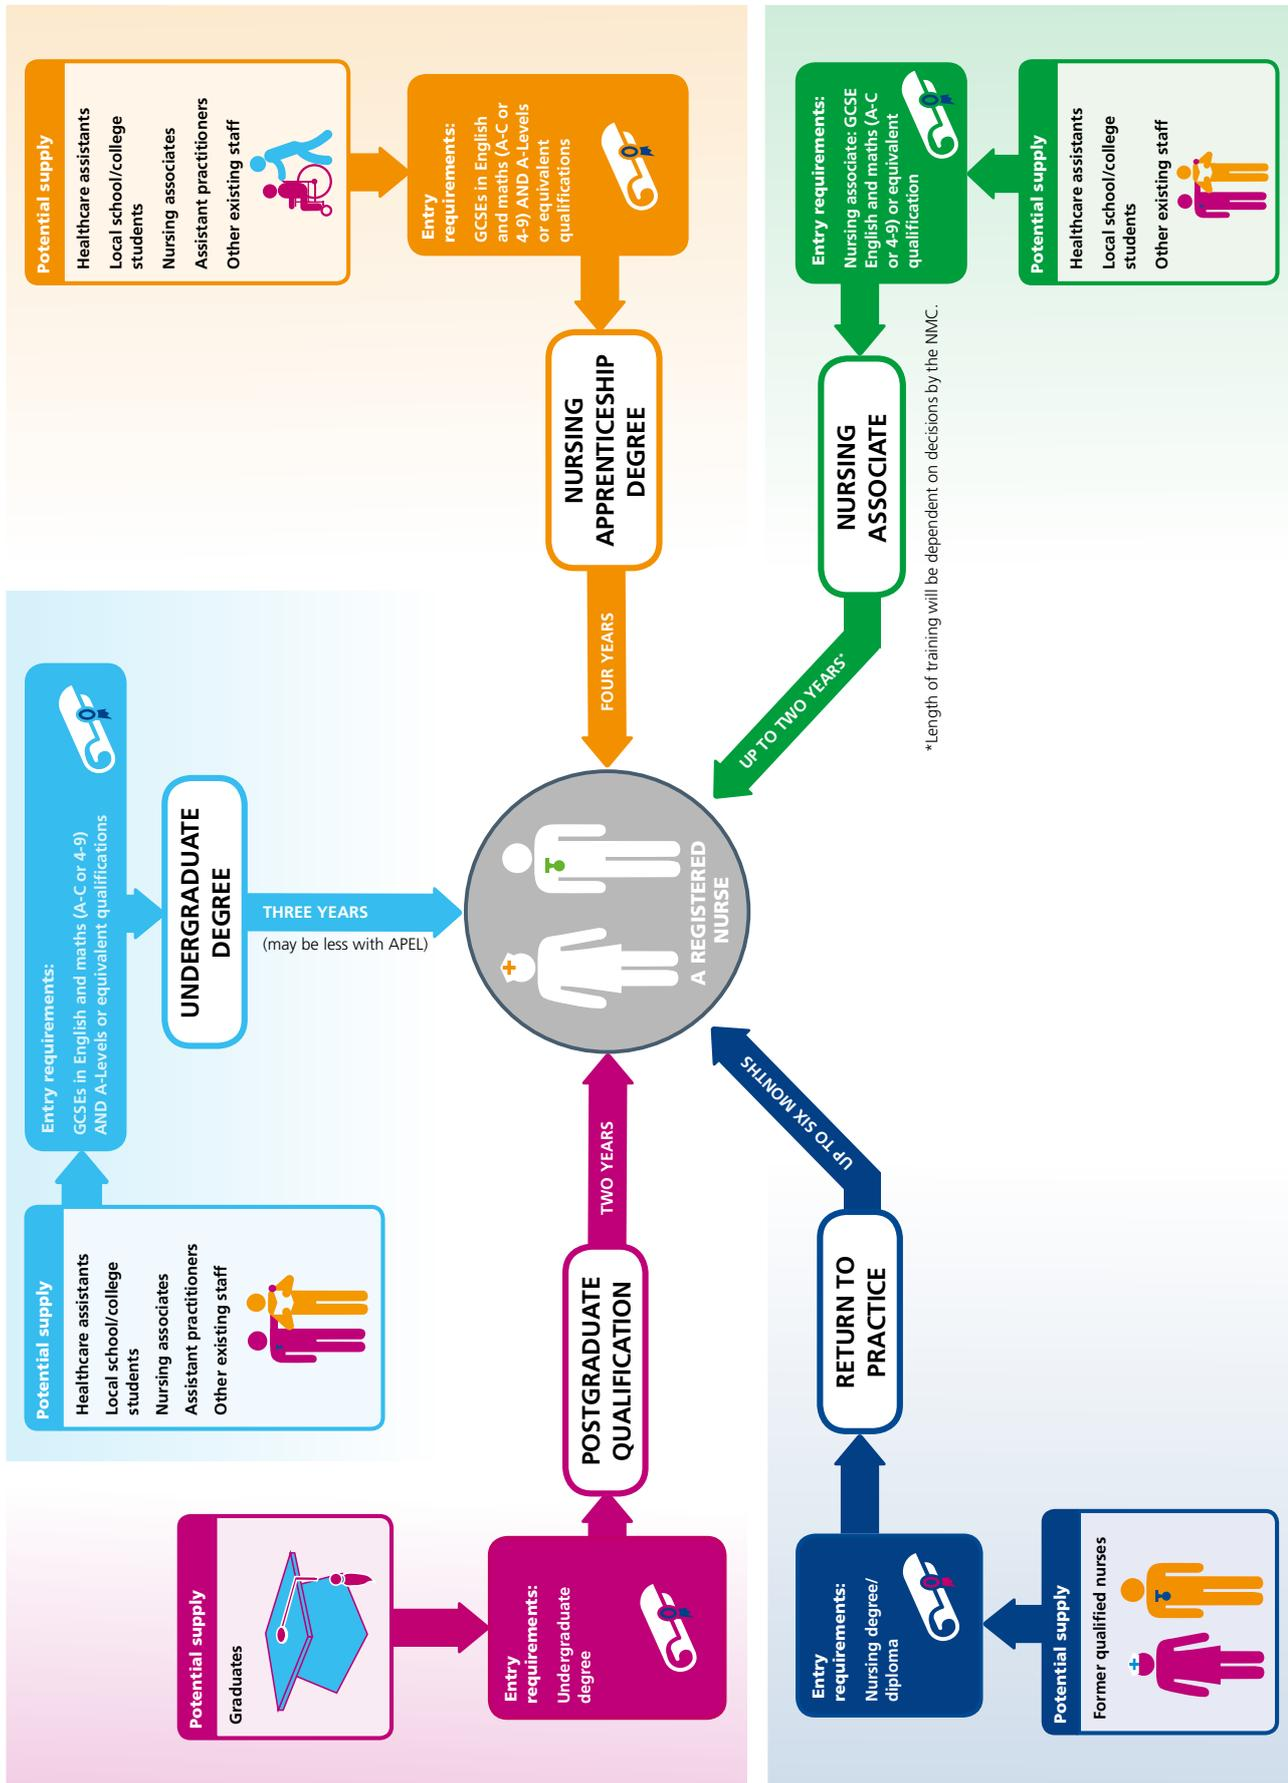 Potential supply
Graduates
Entry
requirements:
Undergraduate
degree
POSTGRADUATE
QUALIFICATION
TWO YEARS
Potential supply
Healthcare assistants
Local school/college
students
Nursing associates
Assistant practitioners
Other existing staff
Entry requirements:
GCSEs in English and maths (A-C or 4-9)
AND A-Levels or equivalent qualifications
UNDERGRADUATE
DEGREE
THREE YEARS
(may be less with APEL)
Potential supply
Healthcare assistants
Local school/college
students
Nursing associates
Assistant practitioners
Other existing staff
Entry
requirements:
GCSEs in English
and maths (A-C or
4-9) AND A-Levels
or equivalent
qualifications
NURSING
APPRENTICESHIP
DEGREE
FOUR YEARS
A REGISTERED
NURSE
Entry
requirements:
Nursing degree/
diploma
Potential supply
Former qualified nurses
RETURN TO
PRACTICE
UP TO SIX MONTHS
UP TO TWO YEARS*
NURSING
ASSOCIATE
*Length of training will be dependent on decisions by the NMC.
Entry requirements:
Nursing associate: GCSE
English and maths (A-C
or 4-9) or equivalent
qualification
Potential supply
Healthcare assistants
Local school/college
students
Other existing staff